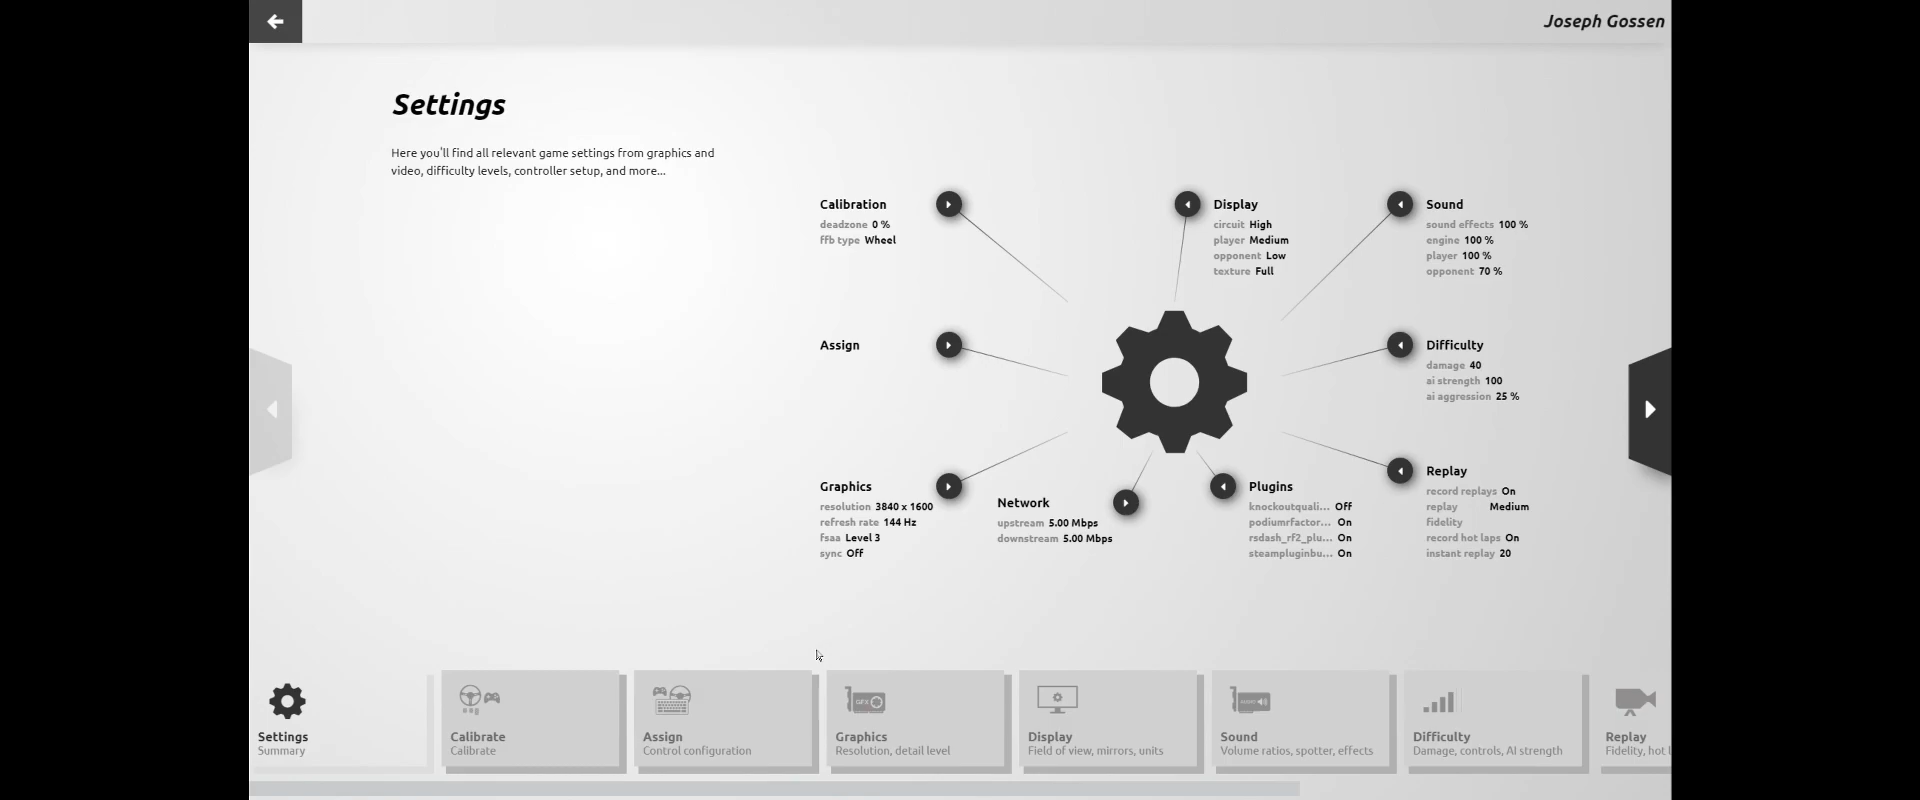 Joseph Gossen
Settings
Here you'll find all relevant game settings from graphics and
video, difficulty levels, controller setup, and more...
Calibration
deadzone 0 %
ffb type Wheel
Display
circuit High
player Medium
opponent Low
texture Full
Sound
sound effects 100 %
engine 100 %
player 100 %
opponent 70 %
Assign
Difficulty
damage 40
ai strength 100
ai aggression 25 %
Graphics
resolution 3840 x 1600
refresh rate 144 Hz
fsaa Level 3
sync Off
Network
upstream 5.00 Mbps
downstream 5.00 Mbps
Plugins
knockoutquali... Off
podiumrfactor... On
rsdash_rf2_plu... On
steampluginbu... On
Replay
record replays On
replay Medium
fidelity
record hot laps On
instant replay 20
Settings
Summary
Calibrate
Calibrate
Assign
Control configuration
GFX
Graphics
Resolution, detail level
Display
Field of view, mirrors, units
AUDIO
Sound
Volume ratios, spotter, effects
Difficulty
Damage, controls, AI strength
Replay
Fidelity, hot l